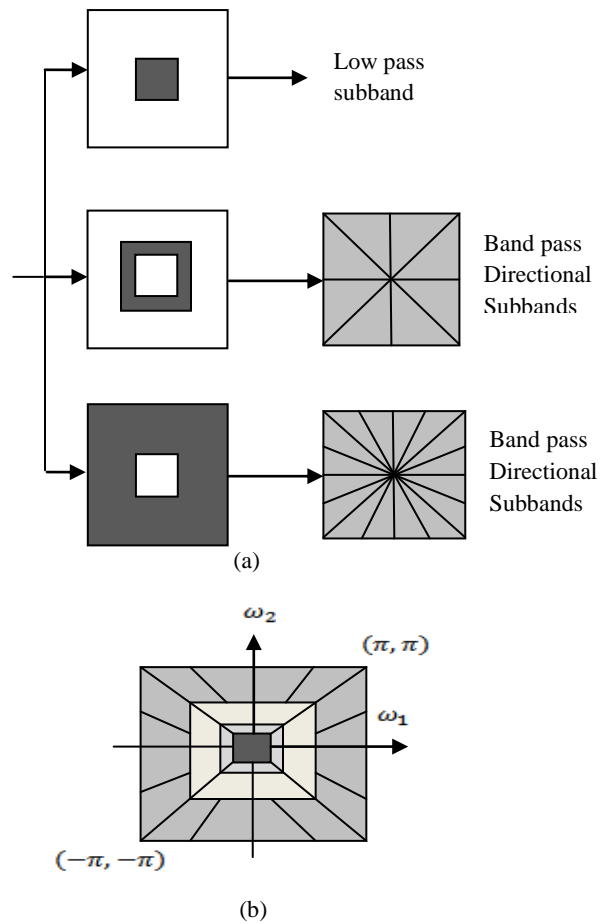 Low pass
subband
Band pass
Directional
Subbands
Band pass
Directional
Subbands
(a)
ω₂
(π, π)
ω₁
(−π, −π)
(b)